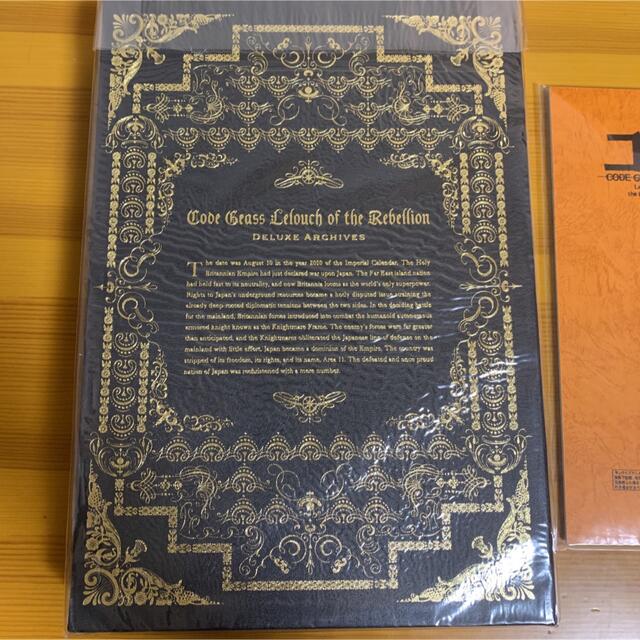 Code Geass Lelouch of the Rebellion
DELUXE ARCHIVES
The date was August 10 in the year 2010 of the Imperial Calendar. The Holy
Britannian Empire had just declared war upon Japan. The Far East island nation
had held fast to its neutrality, and now Britannia looms as the world's only superpower.
Rights to Japan's underground resources became a hotly disputed issue straining the
already deep-rooted diplomatic tensions between the two sides. In the deciding battle
for the mainland, Britannian forces introduced into combat the humanoid autonomous
armored knight known as the Knightmare Frame. The enemy's forces were far greater
than anticipated, and the Knightmares obliterated the Japanese line of defense on the
mainland with little effort. Japan became a dominion of the Empire. The country was
stripped of its freedom, its rights, and its name. Area 11. The defeated and once proud
nation of Japan was rechristened with a mere number.
CODE G
the